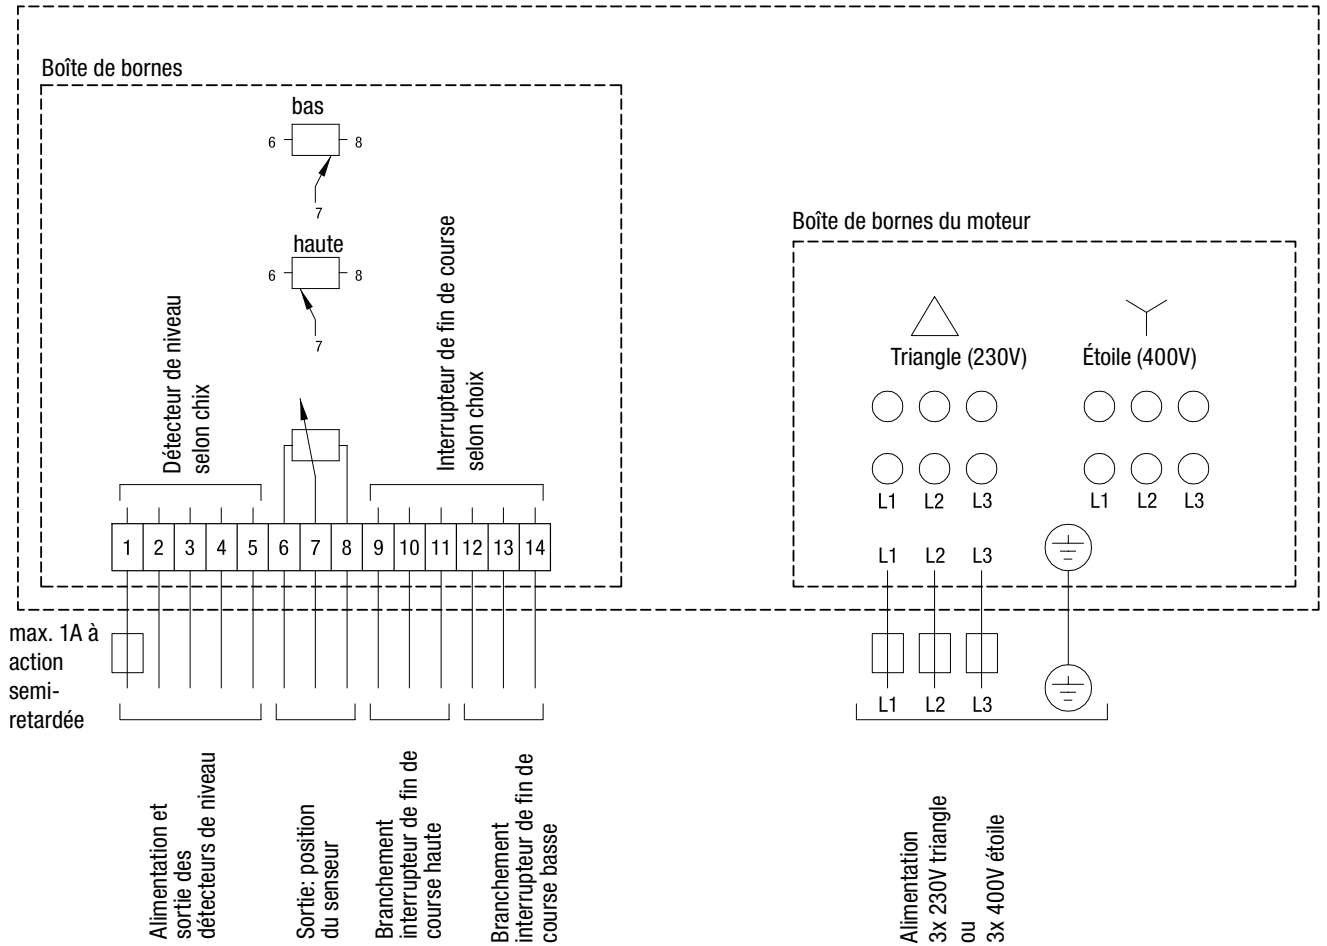 Boîte de bornes
bas
6
8
7
haute
6
8
7
Détecteur de niveau
selon chix
Interrupteur de fin de course
selon choix
1 2 3 4 5 6 7 8 9 10 11 12 13 14
max. 1A à
action
semi-
retardée
Alimentation et
sortie des
détecteurs de niveau
Sortie: position
du senseur
Branchement
interrupteur de fin de
course haute
Branchement
interrupteur de fin de
course basse
Boîte de bornes du moteur
Triangle (230V)
Étoile (400V)
L1 L2 L3
L1 L2 L3
L1 L2 L3
L1 L2 L3
Alimentation
3x 230V triangle
ou
3x 400V étoile